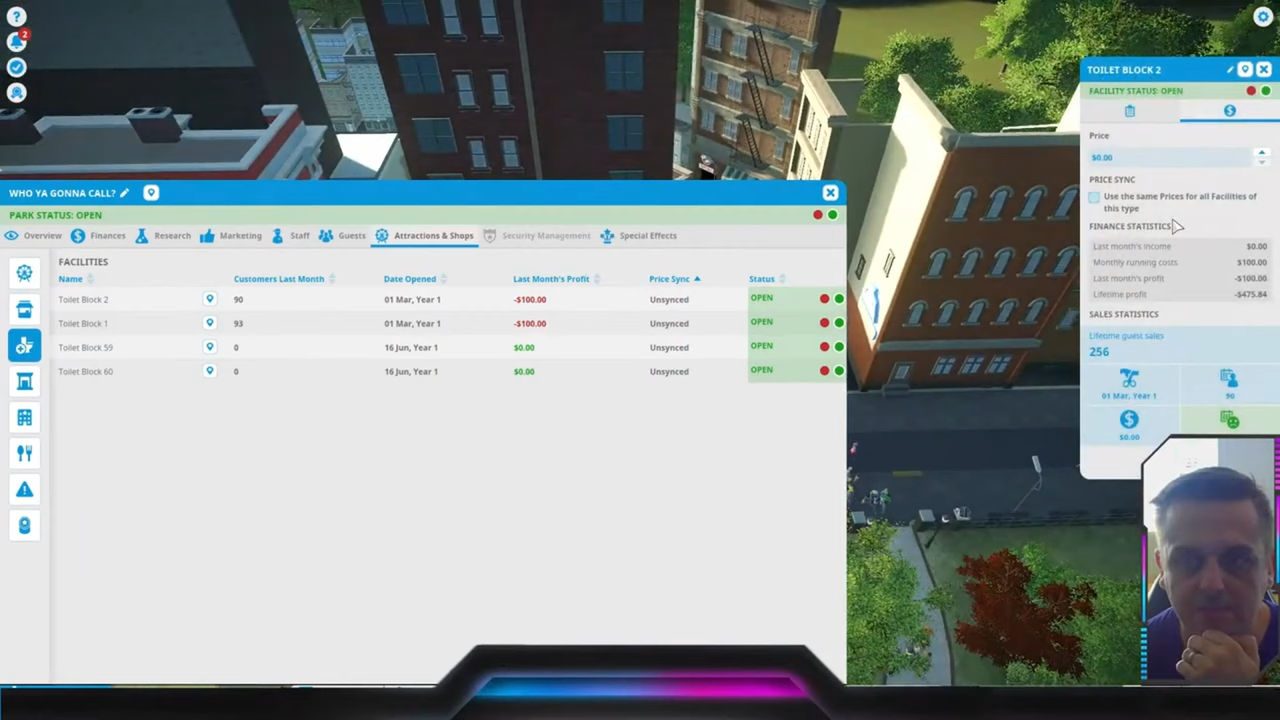 ?
2
TOILET BLOCK 2
FACILITY STATUS: OPEN
Price
$0.00
PRICE SYNC
Use the same Prices for all Facilities of
this type
FINANCE STATISTICS
Last month's income $0.00
Monthly running costs $100.00
Last month's profit -$100.00
Lifetime profit -$475.84
SALES STATISTICS
Lifetime guest sales
256
01 Mar, Year 1 90
$0.00
WHO YA GONNA CALL?
PARK STATUS: OPEN
Overview Finances Research Marketing Staff Guests Attractions & Shops Security Management Special Effects
FACILITIES
Name Customers Last Month Date Opened Last Month's Profit Price Sync Status
Toilet Block 2 90 01 Mar, Year 1 -$100.00 Unsynced OPEN
Toilet Block 1 93 01 Mar, Year 1 -$100.00 Unsynced OPEN
Toilet Block 59 0 16 Jun, Year 1 $0.00 Unsynced OPEN
Toilet Block 60 0 16 Jun, Year 1 $0.00 Unsynced OPEN